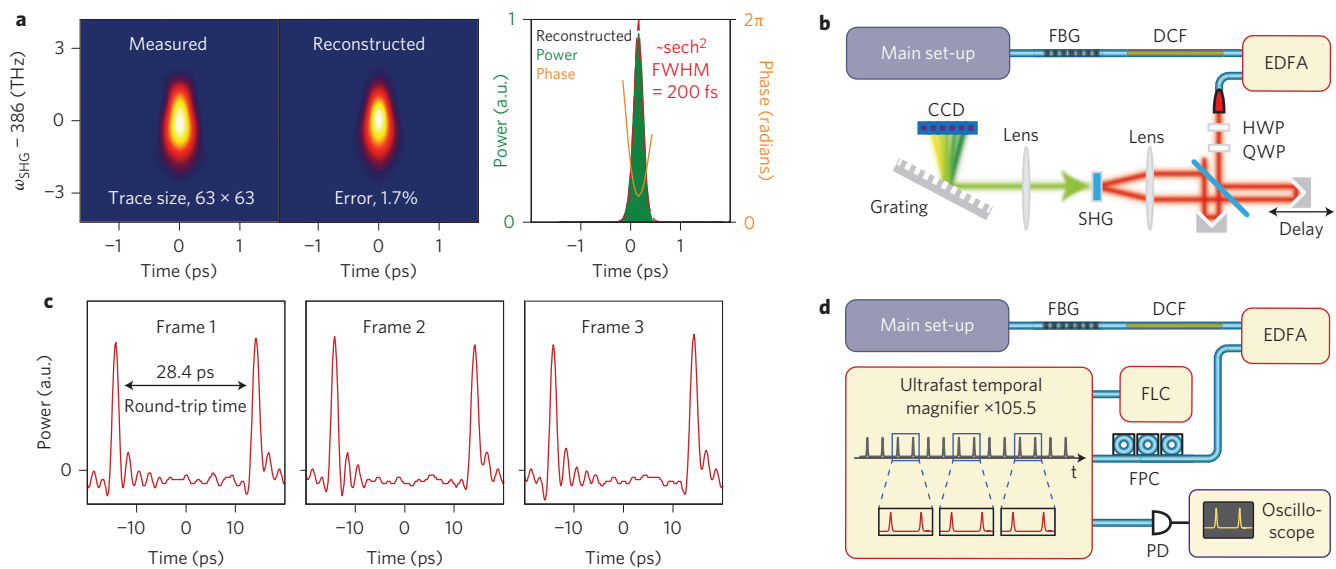 a
ωSHG − 386 (THz)
3
0
−3
Measured
Trace size, 63 × 63
Reconstructed
Error, 1.7%
−1 0 1
Time (ps)
−1 0 1
Time (ps)
Power (a.u.)
1
0
Reconstructed
Power
Phase
~sech²
FWHM
= 200 fs
2π
0
Phase (radians)
−1 0 1
Time (ps)
b
Main set-up
FBG
DCF
EDFA
CCD
Lens
Lens
HWP
QWP
Grating
SHG
Delay
c
Power (a.u.)
0
Frame 1
28.4 ps
Round-trip time
Frame 2
Frame 3
−10 0 10
Time (ps)
−10 0 10
Time (ps)
−10 0 10
Time (ps)
d
Main set-up
FBG
DCF
EDFA
Ultrafast temporal
magnifier ×105.5
t
FLC
FPC
PD
Oscillo-
scope